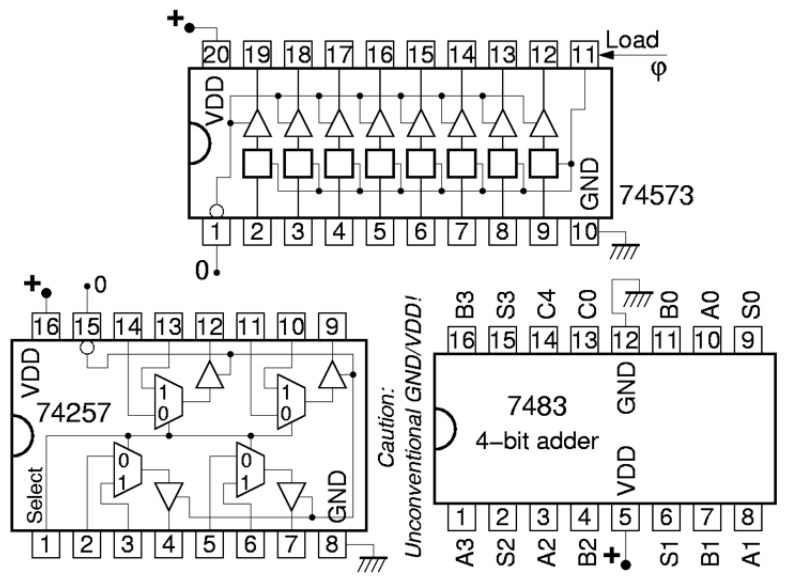 +
20 19 18 17 16 15 14 13 12 11 Load
φ
VDD
GND
74573
1 2 3 4 5 6 7 8 9 10
0
+ 0
16 15 14 13 12 11 10 9
VDD
1 1
0 0
74257
0 0
1 1
Select
GND
1 2 3 4 5 6 7 8
Caution:
Unconventional GND/VDD!
B3 S3 C4 C0 B0 A0 S0
16 15 14 13 12 11 10 9
GND
7483
4-bit adder
VDD
1 2 3 4 5 6 7 8
A3 S2 A2 B2 + S1 B1 A1